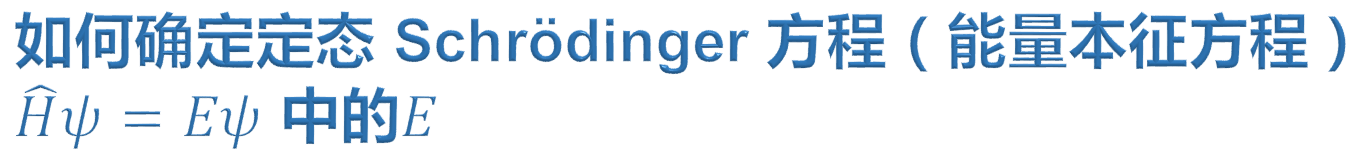 如何确定定态 Schrödinger 方程（能量本征方程）
Ĥψ = Eψ 中的E